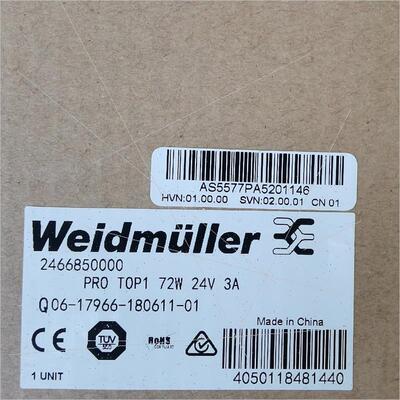 AS5577PA5201146
HVN:01.00.00 SVN:02.00.01 CN 01
Weidmüller
2466850000
PRO TOP1 72W 24V 3A
Q06-17966-180611-01
Made in China
CE TÜV RoHS
1 UNIT
4050118481440